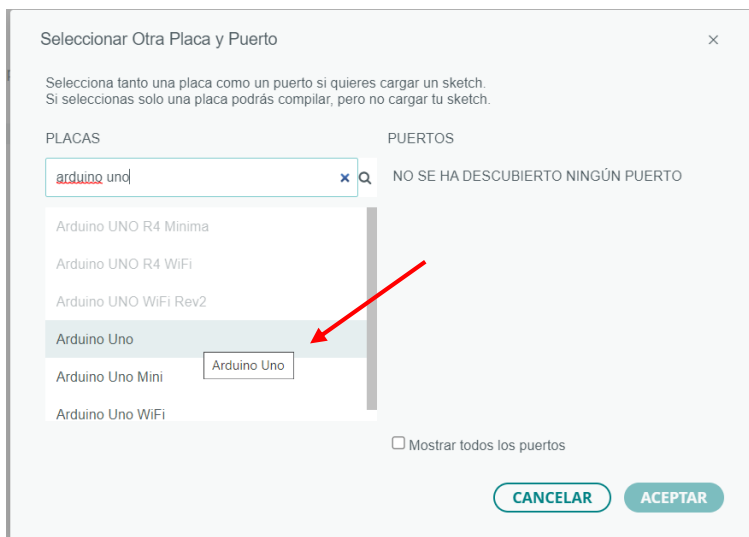 Seleccionar Otra Placa y Puerto
Selecciona tanto una placa como un puerto si quieres cargar un sketch.
Si seleccionas solo una placa podrás compilar, pero no cargar tu sketch.
PLACAS
PUERTOS
arduino uno
NO SE HA DESCUBIERTO NINGÚN PUERTO
Arduino UNO R4 Minima
Arduino UNO R4 WiFi
Arduino UNO WiFi Rev2
Arduino Uno
Arduino Uno
Arduino Uno Mini
Arduino Uno WiFi
Mostrar todos los puertos
CANCELAR
ACEPTAR